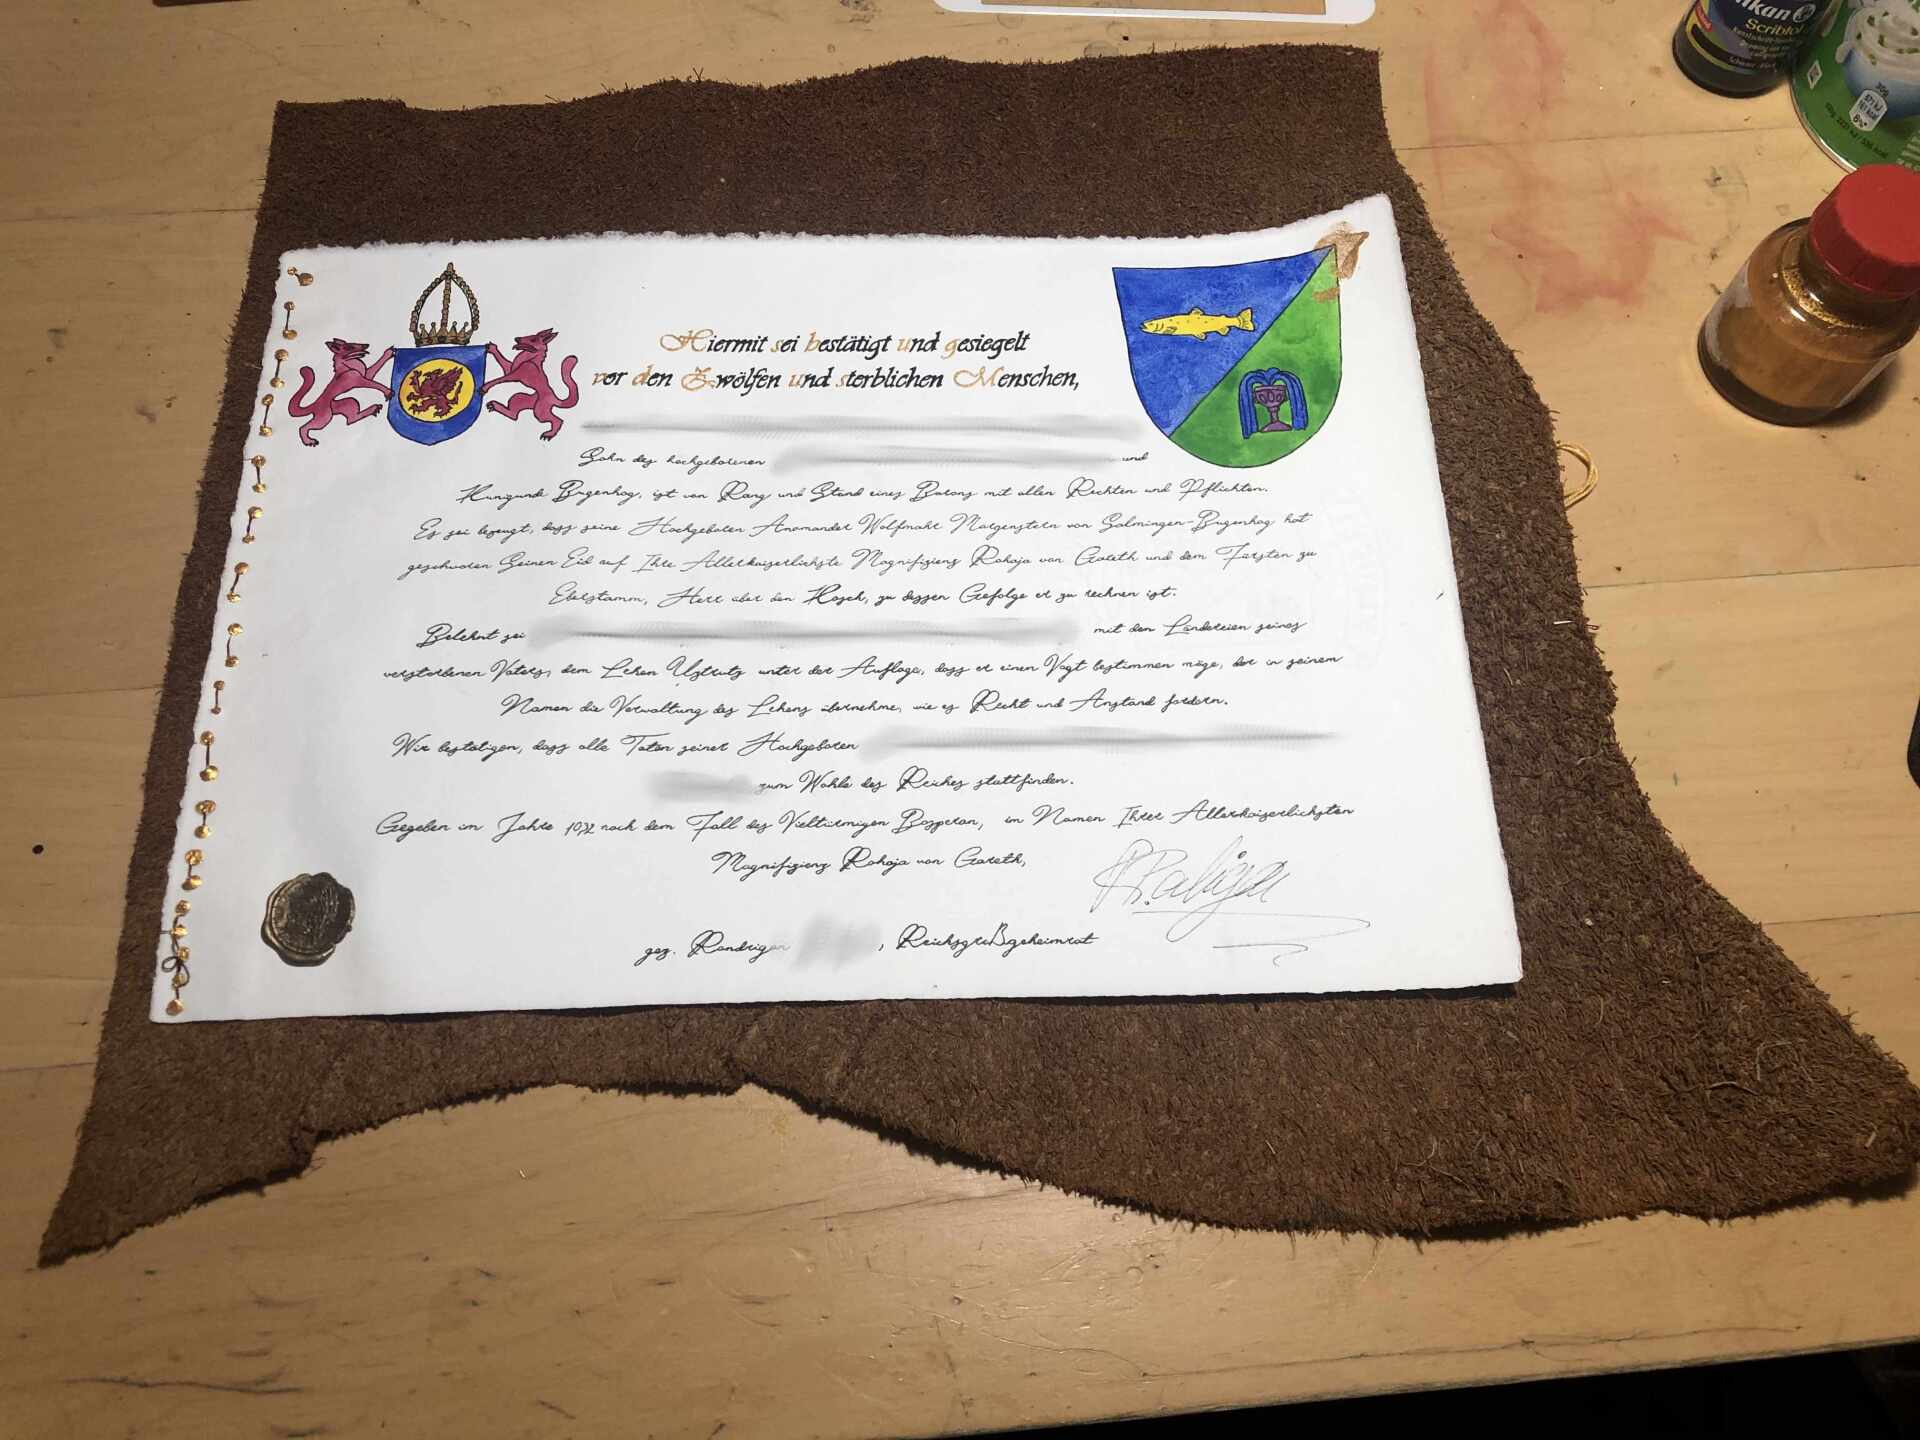 Hiermit sei bestätigt und gesiegelt
vor den Zwölfen und sterblichen Menschen,
Sohn des hochgeborenen und
Kunigunde Bugenhog, ist von Rang und Stand eines Barons mit allen Rechten und Pflichten.
Es sei bezeugt, dass seine Hochgeboren Anamander Wolfmahr Morgenstern von Salmingen-Bugenhog hat
geschworen Seinen Eid auf Ihre Allerkaiserlichste Magnifizienz Rohaja von Gareth und dem Fürsten zu
Eberstamm, Herr über den Kosch, zu dessen Gefolge er zu rechnen ist.
Belehnt sei mit den Ländereien seines
verstorbenen Vaters, dem Lehen Uztrutz unter der Auflage, dass er einen Vogt bestimmen möge, der in seinem
Namen die Verwaltung des Lehens übernehme, wie es Recht und Anstand fordern.
Wir bestätigen, dass alle Taten seiner Hochgeboren
zum Wohle des Reiches stattfinden.
Gegeben im Jahre nach dem Fall des Vieltürmigen Bosparan, im Namen Ihrer Allerkaiserlichsten
Magnifizienz Rohaja von Gareth,
gez. Rondrigan , Reichsgroßgeheimrat
kan
Scribtol